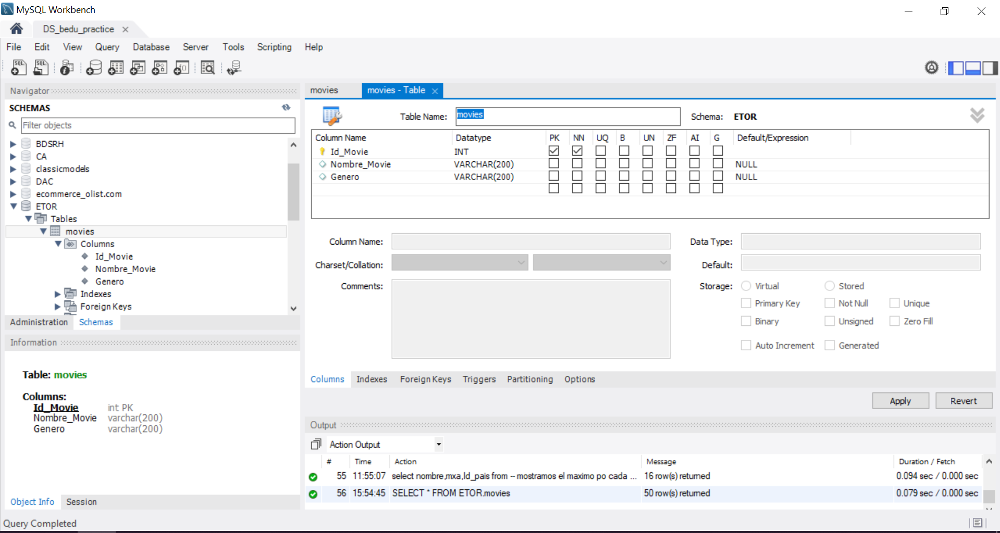 MySQL Workbench
DS_bedu_practice
File Edit View Query Database Server Tools Scripting Help
Navigator
SCHEMAS
Filter objects
BDSRH
CA
classicmodels
DAC
ecommerce_olist.com
ETOR
Tables
movies
Columns
Id_Movie
Nombre_Movie
Genero
Indexes
Foreign Keys
Administration Schemas
Information
Table: movies
Columns:
Id_Movie int PK
Nombre_Movie varchar(200)
Genero varchar(200)
Object Info Session
movies movies - Table
Table Name: movies Schema: ETOR
Column Name Datatype PK NN UQ B UN ZF AI G Default/Expression
Id_Movie INT
Nombre_Movie VARCHAR(200) NULL
Genero VARCHAR(200) NULL
Column Name: Data Type:
Charset/Collation: Default:
Comments: Storage: Virtual Stored
Primary Key Not Null Unique
Binary Unsigned Zero Fill
Auto Increment Generated
Columns Indexes Foreign Keys Triggers Partitioning Options
Apply Revert
Output
Action Output
# Time Action Message Duration / Fetch
55 11:55:07 select nombre,mxa,Id_pais from -- mostramos el maximo po cada ... 16 row(s) returned 0.094 sec / 0.000 sec
56 15:54:45 SELECT * FROM ETOR.movies 50 row(s) returned 0.079 sec / 0.000 sec
Query Completed